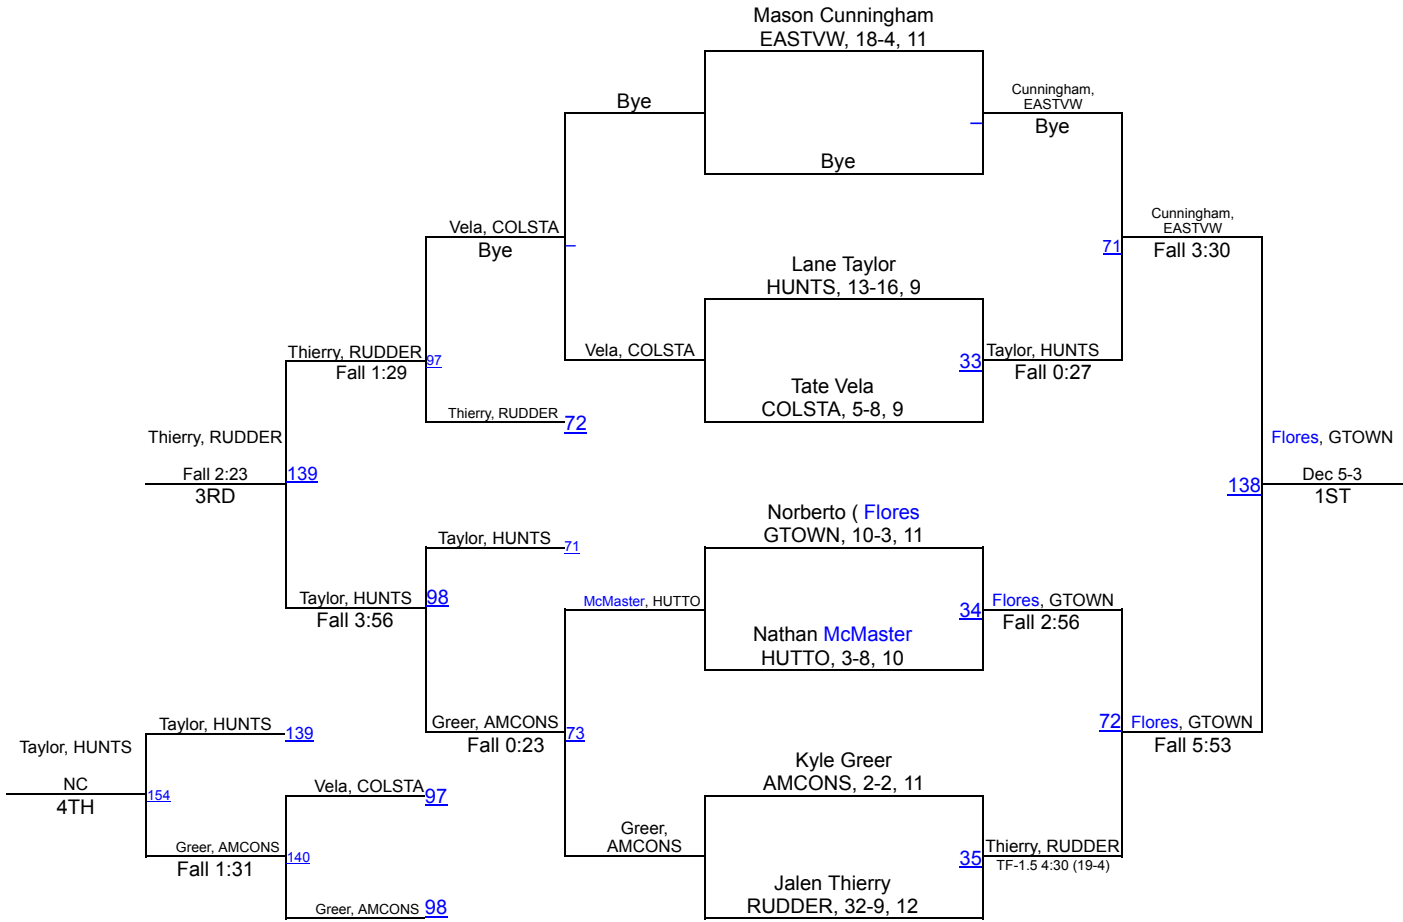 Mason Cunningham
EASTVW, 18-4, 11
Cunningham,
EASTVW
Bye
Bye
Bye
Vela, COLSTA
Bye
Cunningham,
EASTVW
71
Fall 3:30
Lane Taylor
HUNTS, 13-16, 9
Thierry, RUDDER
97
Fall 1:29
Vela, COLSTA
33
Taylor, HUNTS
Fall 0:27
Tate Vela
COLSTA, 5-8, 9
Thierry, RUDDER
72
Thierry, RUDDER
Flores, GTOWN
Fall 2:23
139
3RD
138
Dec 5-3
1ST
Norberto ( Flores
GTOWN, 10-3, 11
Taylor, HUNTS
71
Taylor, HUNTS
98
Fall 3:56
McMaster, HUTTO
34
Flores, GTOWN
Fall 2:56
Nathan McMaster
HUTTO, 3-8, 10
Taylor, HUNTS
139
Greer, AMCONS
73
Fall 0:23
72
Flores, GTOWN
Fall 5:53
Taylor, HUNTS
Kyle Greer
AMCONS, 2-2, 11
NC
154
4TH
Vela, COLSTA
97
Greer, AMCONS
140
Fall 1:31
Greer,
AMCONS
35
Thierry, RUDDER
TF-1.5 4:30 (19-4)
Jalen Thierry
RUDDER, 32-9, 12
Greer, AMCONS
98